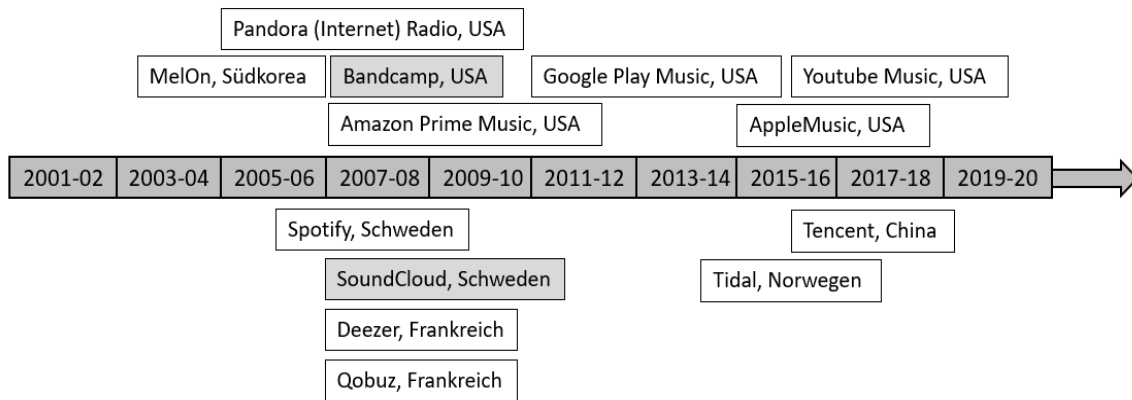 Pandora (Internet) Radio, USA
MelOn, Südkorea
Bandcamp, USA
Google Play Music, USA
Youtube Music, USA
Amazon Prime Music, USA
AppleMusic, USA
2001-02
2003-04
2005-06
2007-08
2009-10
2011-12
2013-14
2015-16
2017-18
2019-20
Spotify, Schweden
Tencent, China
SoundCloud, Schweden
Tidal, Norwegen
Deezer, Frankreich
Qobuz, Frankreich